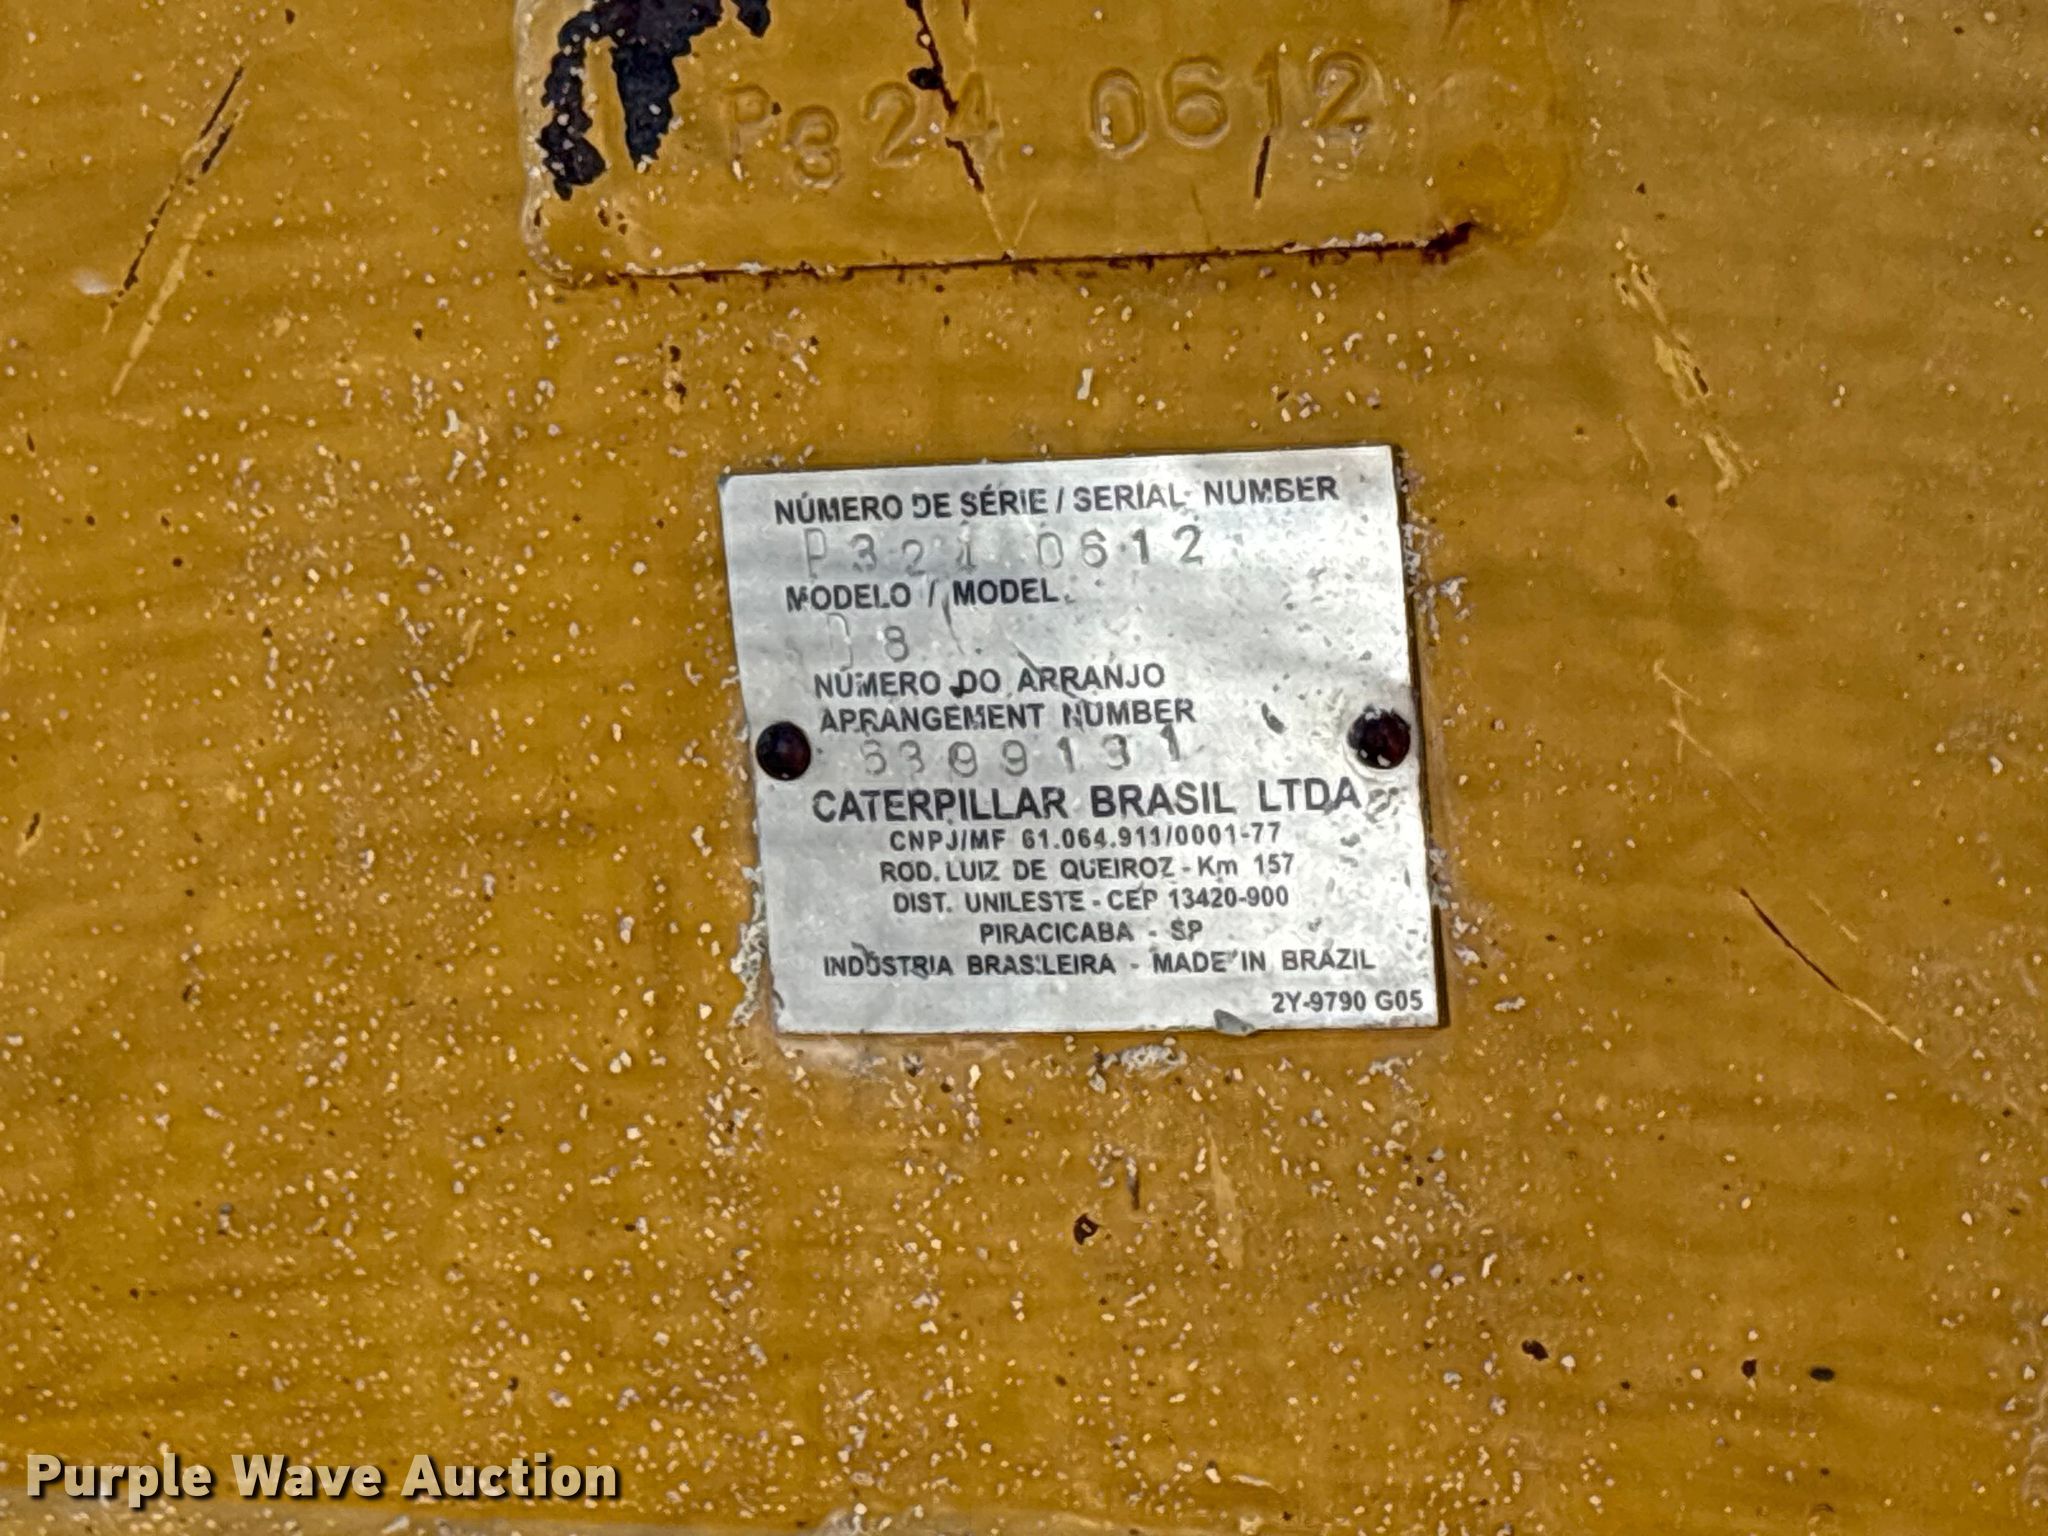 P324 0612
NÚMERO DE SÉRIE / SERIAL NUMBER
P324 0612
MODELO / MODEL
D8
NÚMERO DO ARRANJO
ARRANGEMENT NUMBER
CATERPILLAR BRASIL LTDA
CNPJ/MF 61.064.911/0001-77
ROD. LUIZ DE QUEIROZ - Km 157
DIST. UNILESTE - CEP 13420-900
PIRACICABA - SP
INDÚSTRIA BRASILEIRA - MADE IN BRAZIL
2Y-9790 G05
Purple Wave Auction